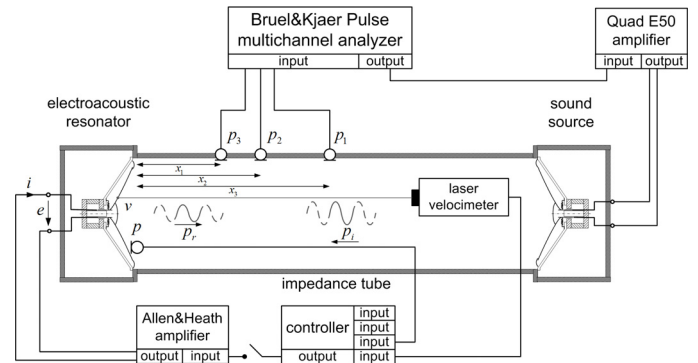 Bruel&Kjaer Pulse
multichannel analyzer
input output
Quad E50
amplifier
input output
electroacoustic
resonator
sound
source
p3 p2 p1
x1
x2
x3
i
e
v
laser
velocimeter
pr
pi
p
impedance tube
Allen&Heath
amplifier
output input
controller
output
input
input
input
input